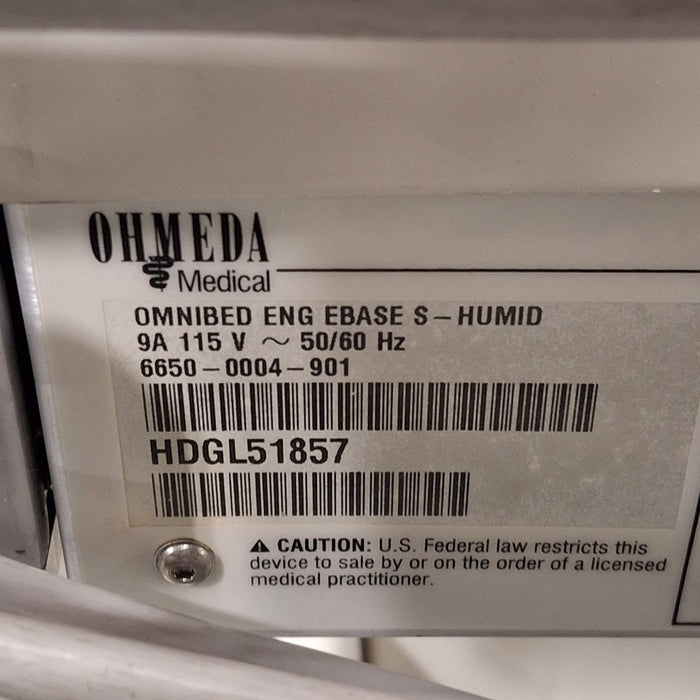 OHMEDA
Medical
OMNIBED ENG EBASE S-HUMID
9A 115 V ~ 50/60 Hz
6650-0004-901
HDGL51857
⚠ CAUTION: U.S. Federal law restricts this
device to sale by or on the order of a licensed
medical practitioner.